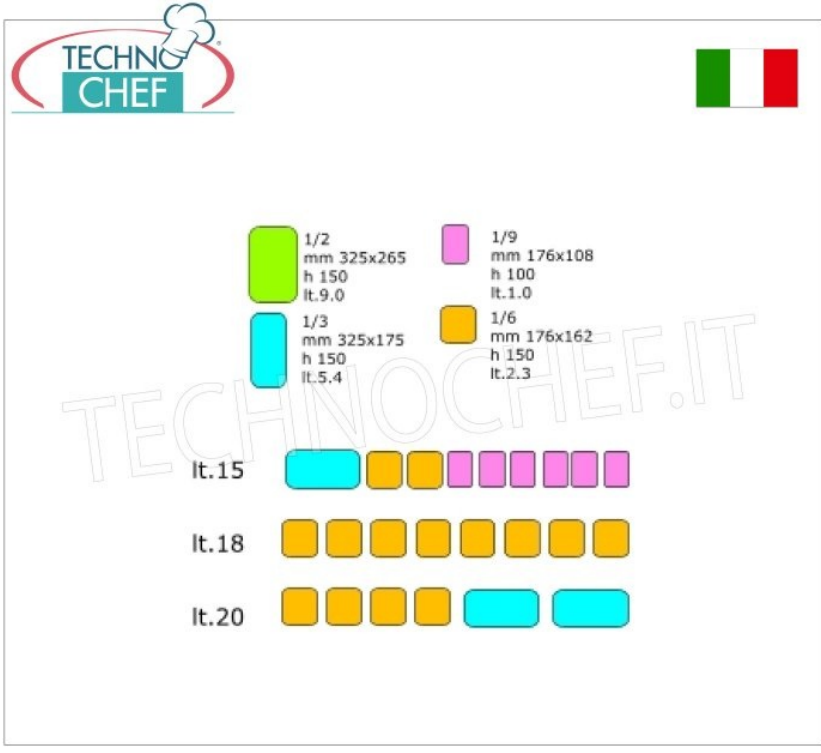 TECHNO
CHEF
1/2
mm 325x265
h 150
lt.9.0
1/9
mm 176x108
h 100
lt.1.0
1/3
mm 325x175
h 150
lt.5.4
1/6
mm 176x162
h 150
lt.2.3
TECHNOCHEF.IT
lt.15
lt.18
lt.20